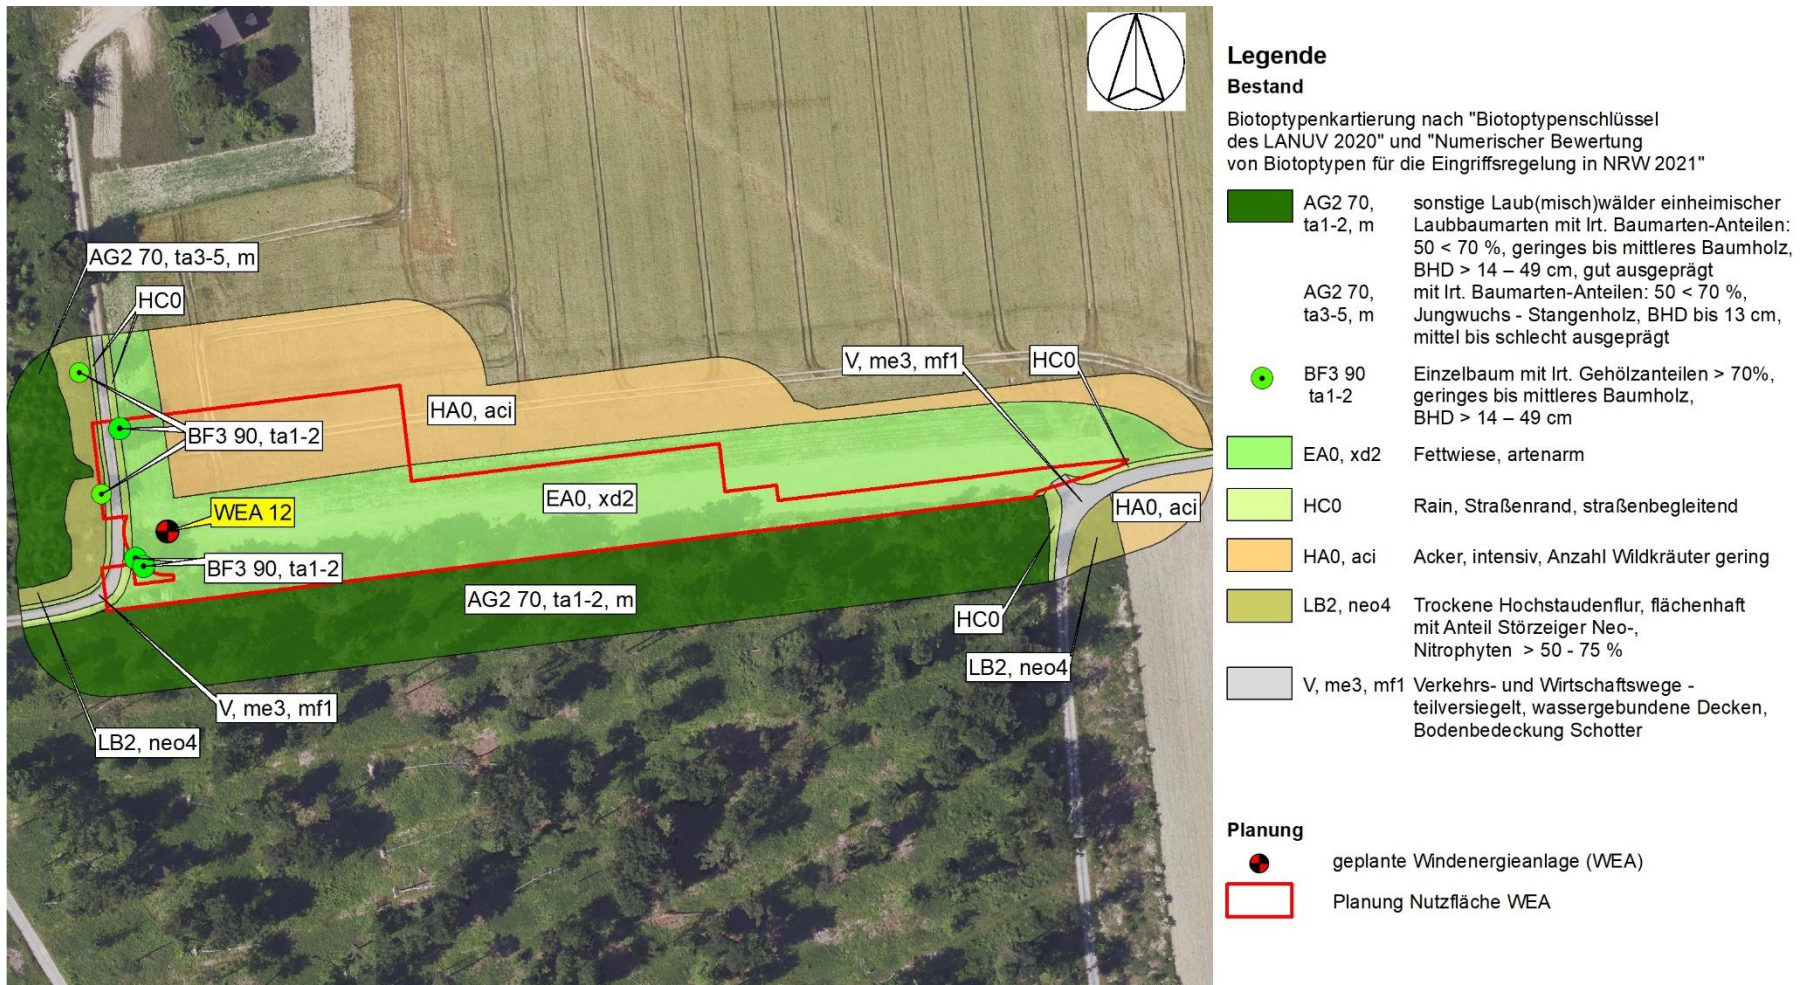 AG2 70, ta3-5, m
HC0
V, me3, mf1
HC0
HA0, aci
BF3 90, ta1-2
EA0, xd2
HA0, aci
WEA 12
BF3 90, ta1-2
AG2 70, ta1-2, m
HC0
LB2, neo4
V, me3, mf1
LB2, neo4
Legende
Bestand
Biotoptypenkartierung nach "Biotoptypenschlüssel
des LANUV 2020" und "Numerischer Bewertung
von Biotoptypen für die Eingriffsregelung in NRW 2021"
AG2 70, sonstige Laub(misch)wälder einheimischer
ta1-2, m Laubbaumarten mit lrt. Baumarten-Anteilen:
50 < 70 %, geringes bis mittleres Baumholz,
BHD > 14 – 49 cm, gut ausgeprägt
AG2 70, mit lrt. Baumarten-Anteilen: 50 < 70 %,
ta3-5, m Jungwuchs - Stangenholz, BHD bis 13 cm,
mittel bis schlecht ausgeprägt
BF3 90 Einzelbaum mit lrt. Gehölzanteilen > 70%,
ta1-2 geringes bis mittleres Baumholz,
BHD > 14 – 49 cm
EA0, xd2 Fettwiese, artenarm
HC0 Rain, Straßenrand, straßenbegleitend
HA0, aci Acker, intensiv, Anzahl Wildkräuter gering
LB2, neo4 Trockene Hochstaudenflur, flächenhaft
mit Anteil Störzeiger Neo-,
Nitrophyten > 50 - 75 %
V, me3, mf1 Verkehrs- und Wirtschaftswege -
teilversiegelt, wassergebundene Decken,
Bodenbedeckung Schotter
Planung
geplante Windenergieanlage (WEA)
Planung Nutzfläche WEA